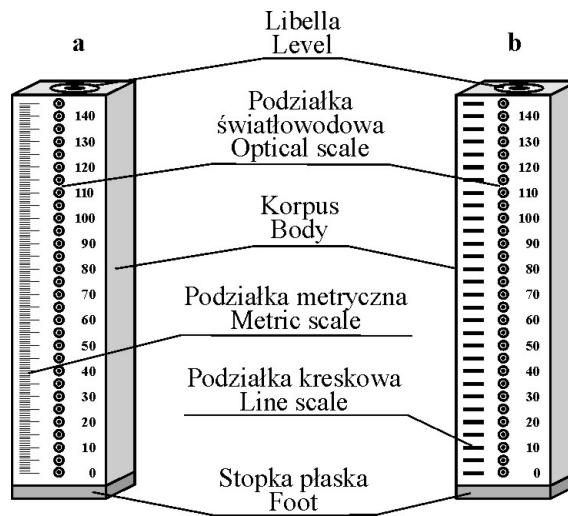 a
Libella
Level
b
Podziałka
światłowodowa
Optical scale
Korpus
Body
Podziałka metryczna
Metric scale
Podziałka kreskowa
Line scale
Stopka płaska
Foot
140
130
120
110
100
90
80
70
60
50
40
30
20
10
0
140
130
120
110
100
90
80
70
60
50
40
30
20
10
0